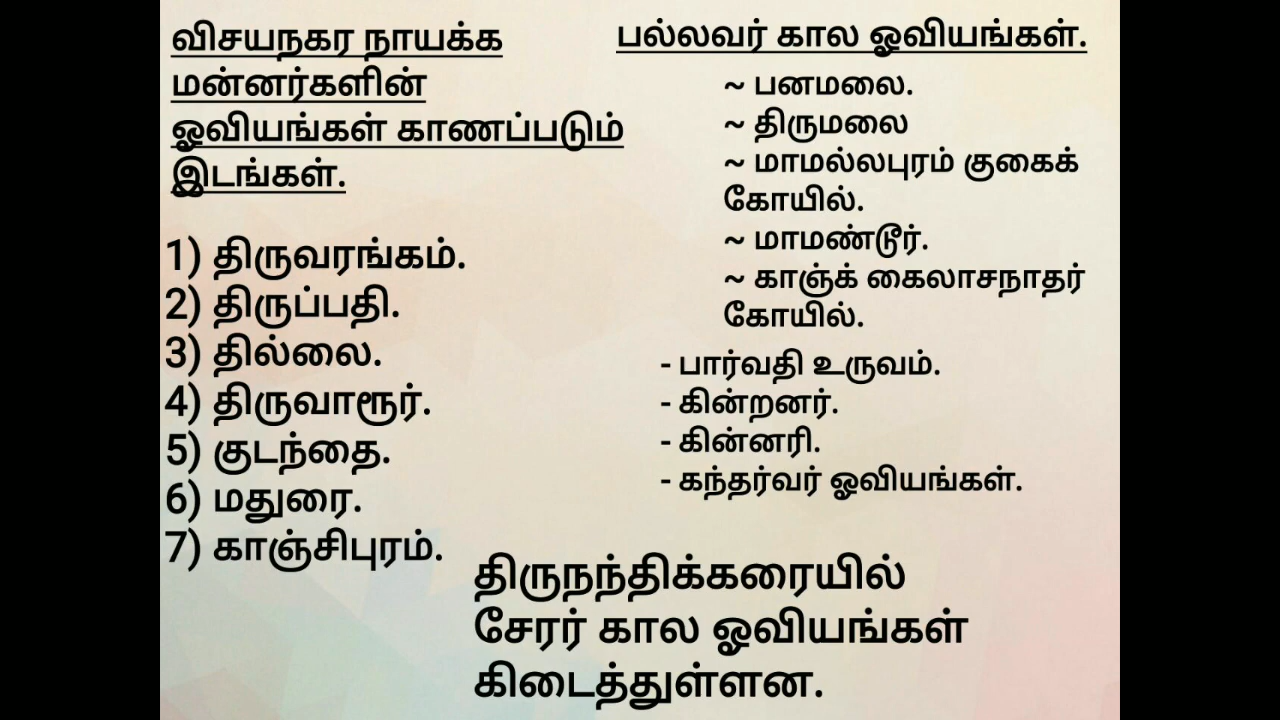 விசயநகர நாயக்க
மன்னர்களின்
ஓவியங்கள் காணப்படும்
இடங்கள்.
1) திருவரங்கம்.
2) திருப்பதி.
3) தில்லை.
4) திருவாரூர்.
5) குடந்தை.
6) மதுரை.
7) காஞ்சிபுரம்.
பல்லவர் கால ஓவியங்கள்.
~ பனமலை.
~ திருமலை
~ மாமல்லபுரம் குகைக்
கோயில்.
~ மாமண்டூர்.
~ காஞ்க் கைலாசநாதர்
கோயில்.
- பார்வதி உருவம்.
- கின்றனர்.
- கின்னரி.
- கந்தர்வர் ஓவியங்கள்.
திருநந்திக்கரையில்
சேரர் கால ஓவியங்கள்
கிடைத்துள்ளன.